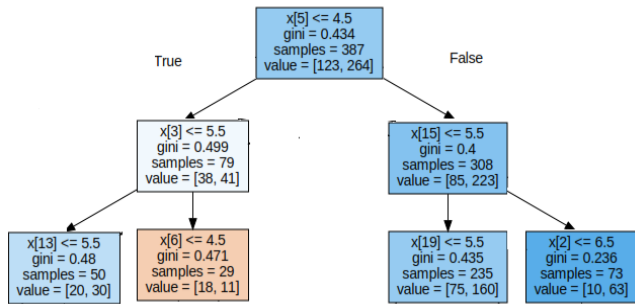 x[5] <= 4.5
gini = 0.434
samples = 387
value = [123, 264]
True
False
x[3] <= 5.5
gini = 0.499
samples = 79
value = [38, 41]
x[15] <= 5.5
gini = 0.4
samples = 308
value = [85, 223]
x[13] <= 5.5
gini = 0.48
samples = 50
value = [20, 30]
x[6] <= 4.5
gini = 0.471
samples = 29
value = [18, 11]
x[19] <= 5.5
gini = 0.435
samples = 235
value = [75, 160]
x[2] <= 6.5
gini = 0.236
samples = 73
value = [10, 63]